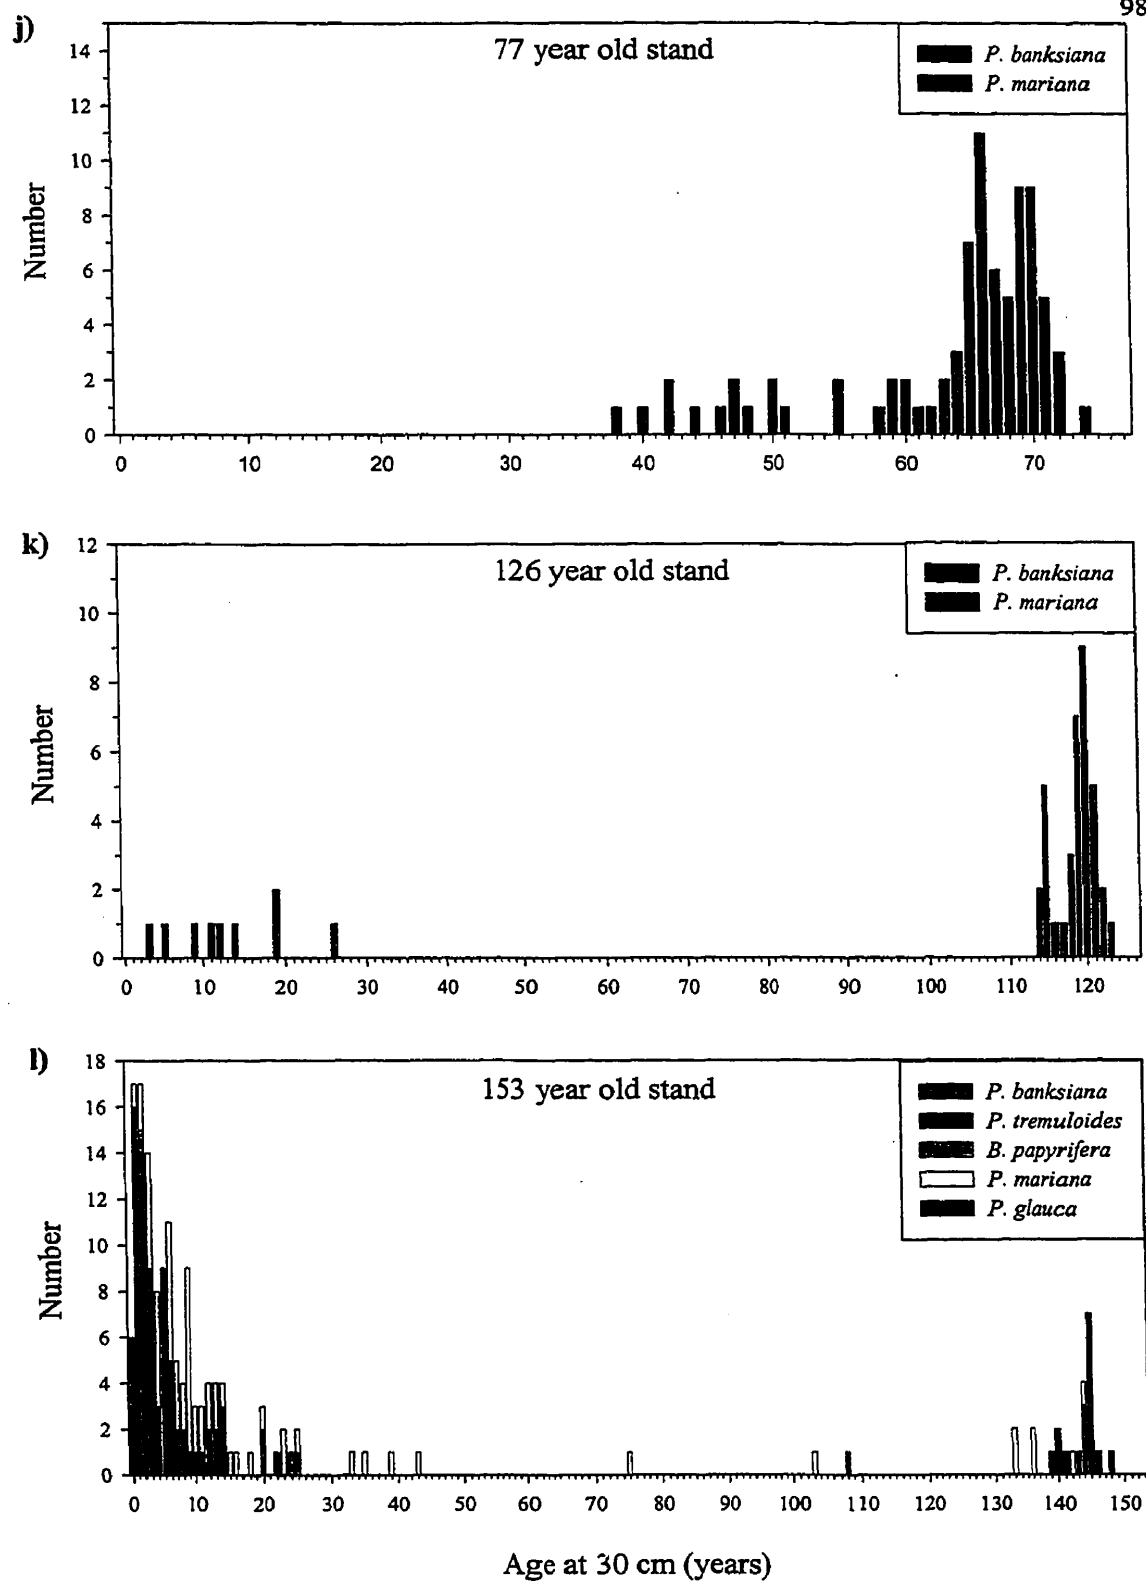 98
j)
77 year old stand
P. banksiana
P. mariana
Number
14
12
10
8
6
4
2
0
0 10 20 30 40 50 60 70
k)
126 year old stand
P. banksiana
P. mariana
Number
12
10
8
6
4
2
0
0 10 20 30 40 50 60 70 80 90 100 110 120
l)
153 year old stand
P. banksiana
P. tremuloides
B. papyrifera
P. mariana
P. glauca
Number
18
16
14
12
10
8
6
4
2
0
0 10 20 30 40 50 60 70 80 90 100 110 120 130 140 150
Age at 30 cm (years)